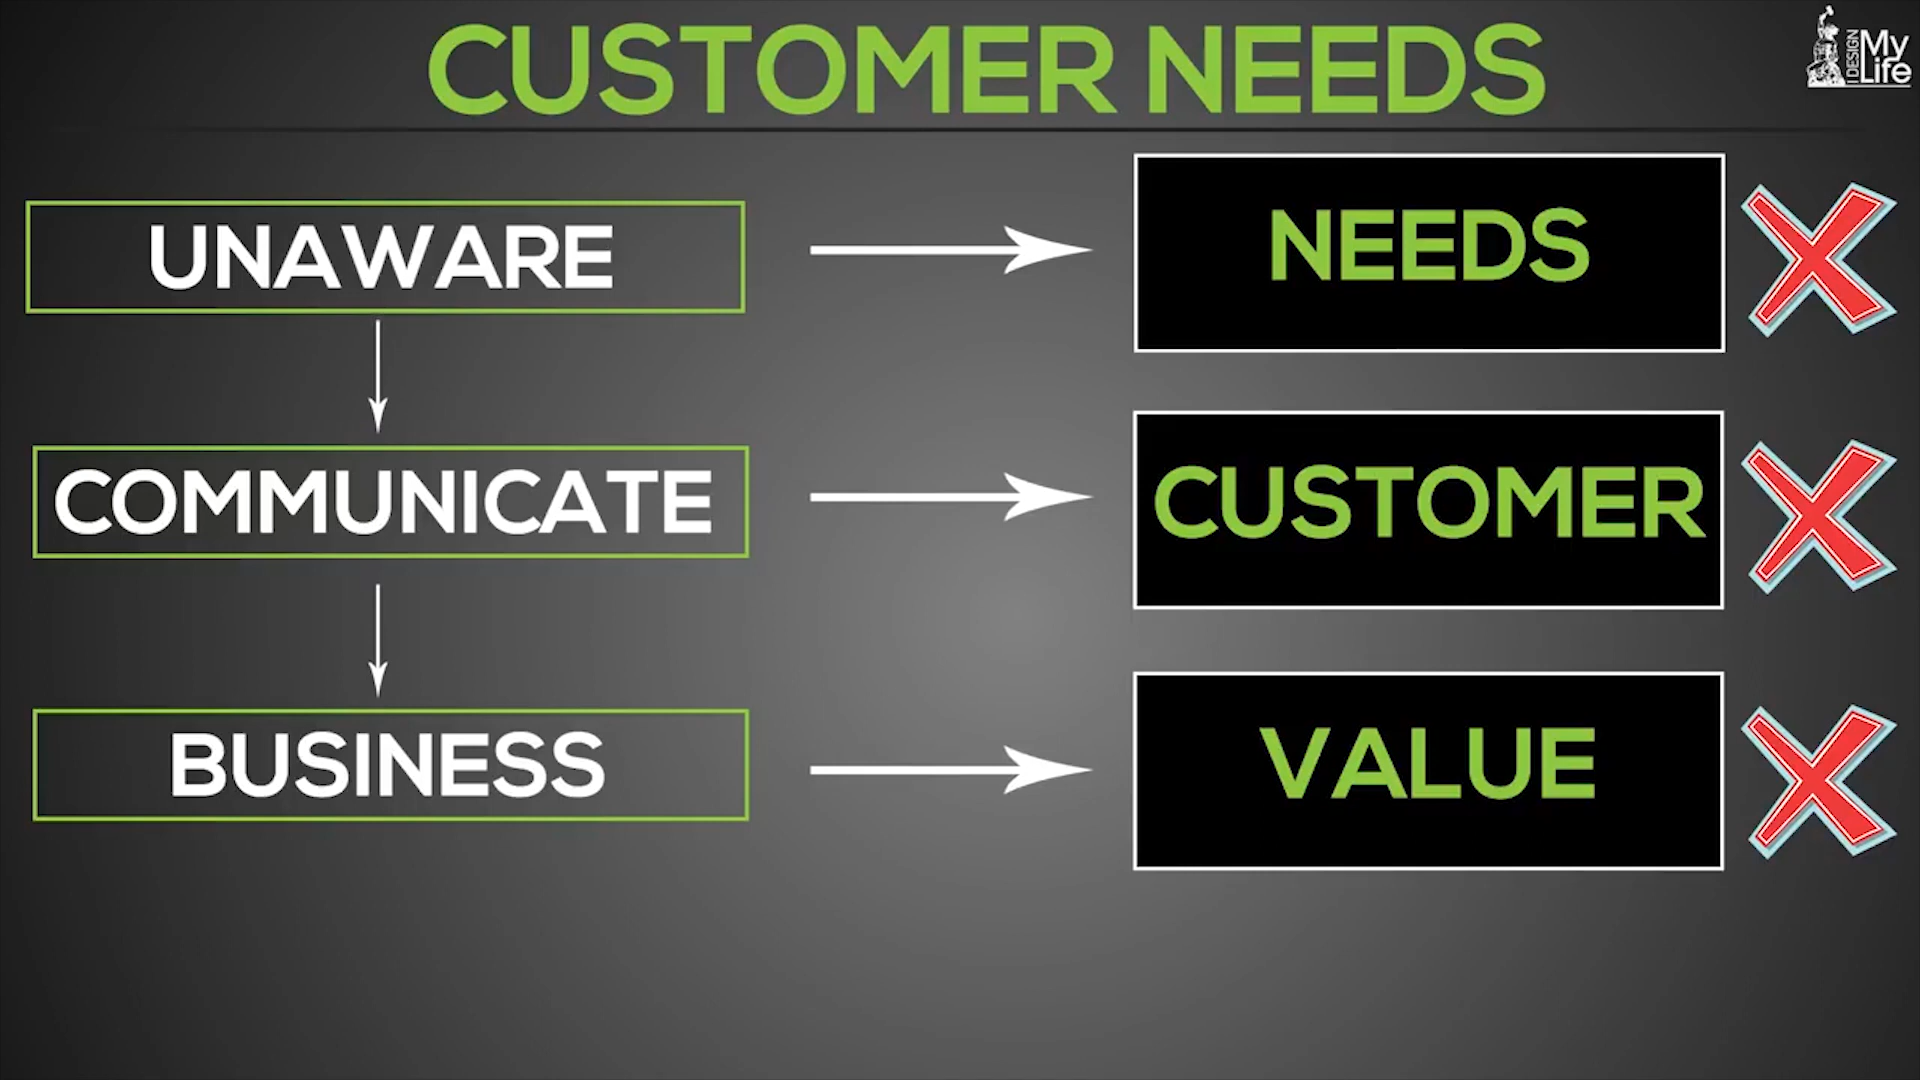 CUSTOMER NEEDS
I DESIGN
My
Life
UNAWARE
NEEDS
COMMUNICATE
CUSTOMER
BUSINESS
VALUE